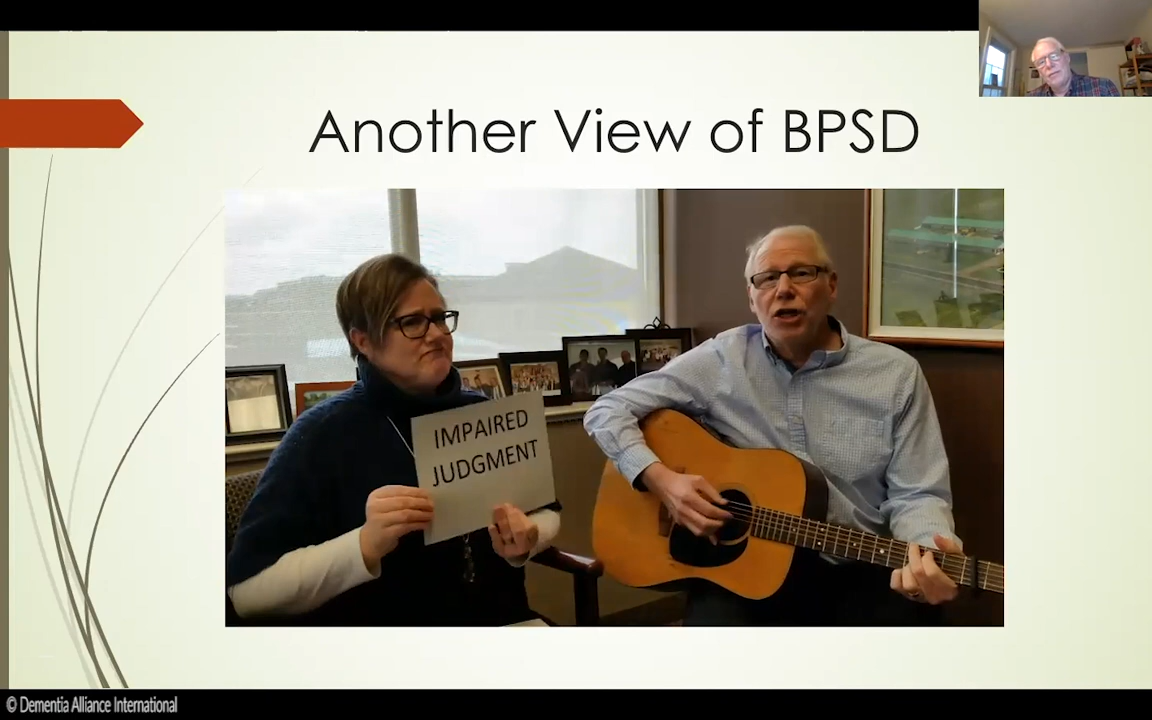 Another View of BPSD
IMPAIRED
JUDGMENT
© Dementia Alliance International